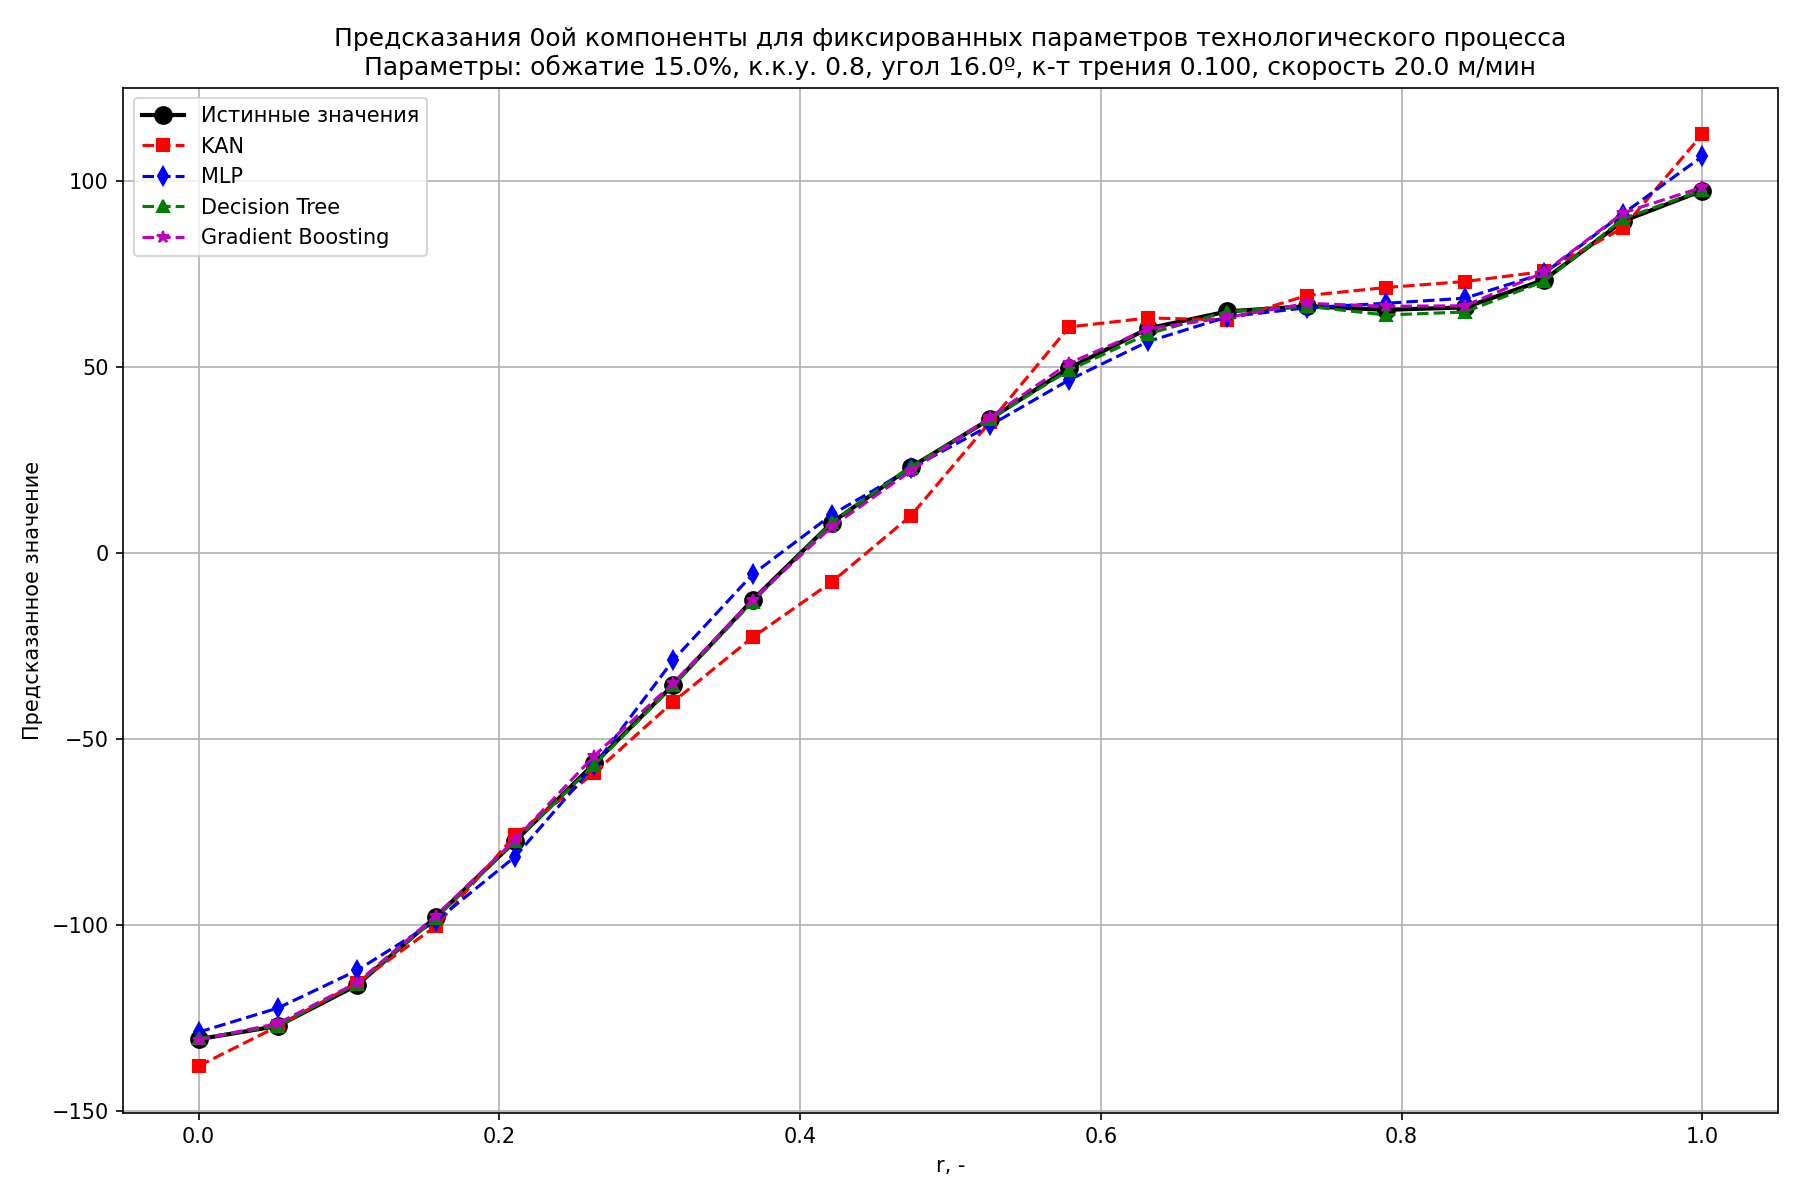 Предсказания 0ой компоненты для фиксированных параметров технологического процесса
Параметры: обжатие 15.0%, к.к.у. 0.8, угол 16.0º, к-т трения 0.100, скорость 20.0 м/мин
Истинные значения
KAN
MLP
Decision Tree
Gradient Boosting
Предсказанное значение
100
50
0
−50
−100
−150
0.0
0.2
0.4
0.6
0.8
1.0
r, -